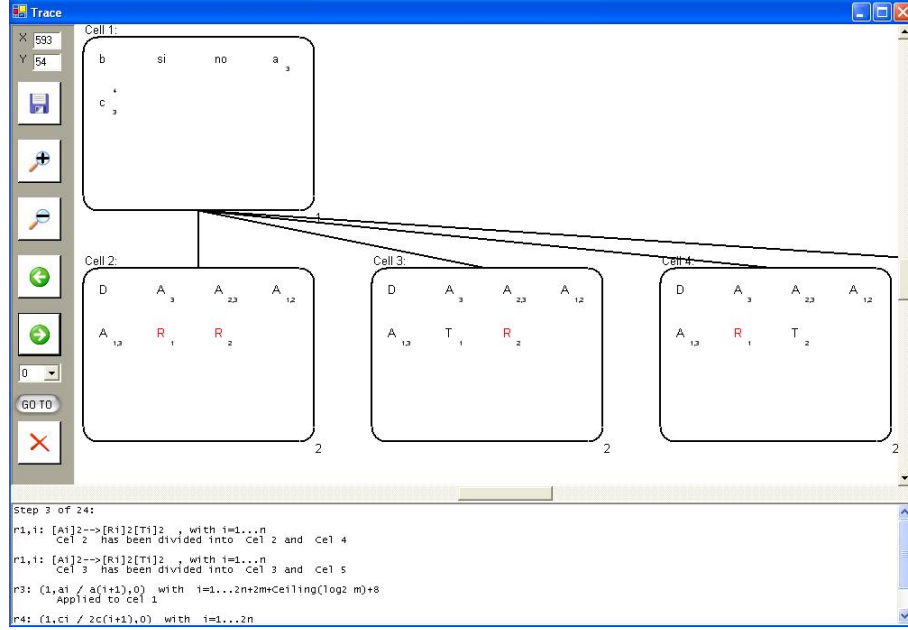 Trace
X 593
Y 54
0
GO TO
Cell 1:
b si no a 3
4
c 3
1
Cell 2:
D A 3 A 2,3 A 1,2
A 1,3 R 1 R 2
2
Cell 3:
D A 3 A 2,3 A 1,2
A 1,3 T 1 R 2
2
Cell 4:
D A 3 A 2,3 A 1,2
A 1,3 R 1 T 2
2
Step 3 of 24:
r1,i: [Ai]2-->[Ri]2[Ti]2 , with i=1...n
Cel 2 has been divided into Cel 2 and Cel 4
r1,i: [Ai]2-->[Ri]2[Ti]2 , with i=1...n
Cel 3 has been divided into Cel 3 and Cel 5
r3: (1,ai / a(i+1),0) with i=1...2n+2m+Ceiling(log2 m)+8
Applied to cel 1
r4: (1,ci / 2c(i+1),0) with i=1...2n